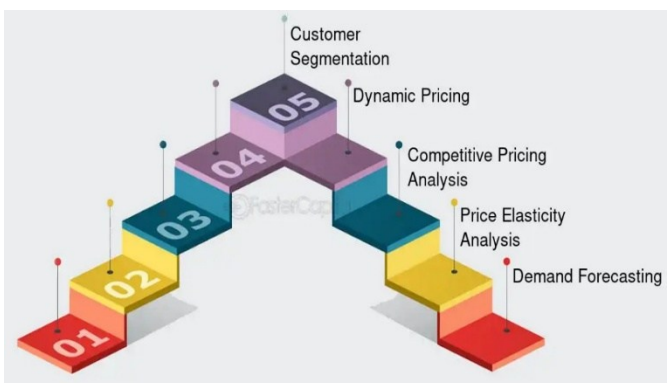 Customer
Segmentation
05
Dynamic Pricing
04
Competitive Pricing
Analysis
03
Price Elasticity
Analysis
02
Demand Forecasting
01